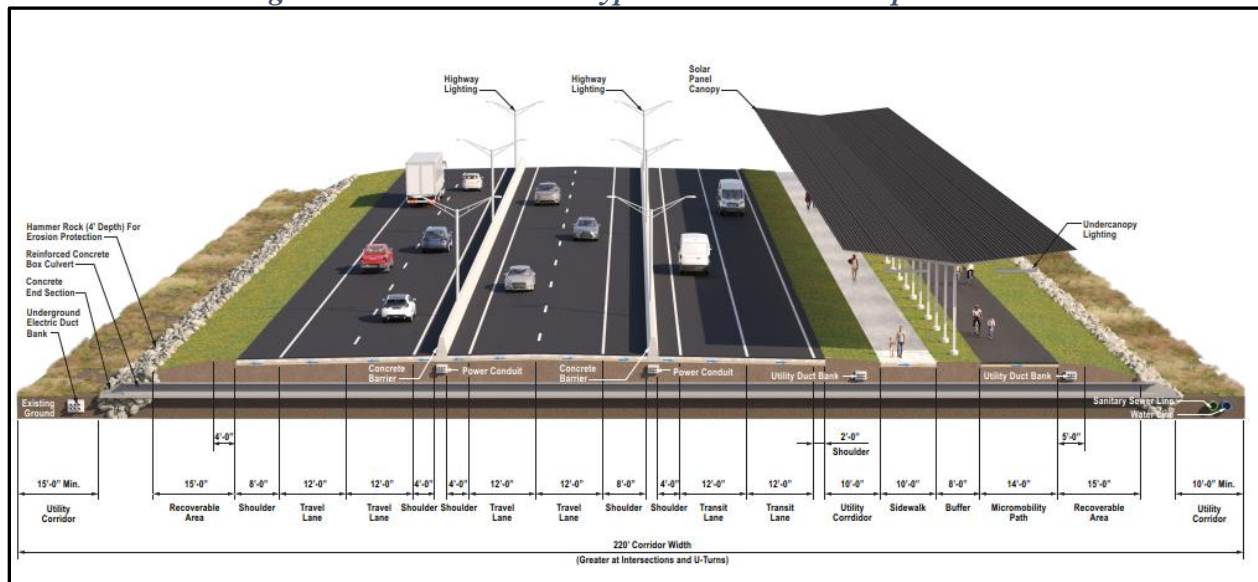 Highway
Lighting
Highway
Lighting
Solar
Panel
Canopy
Hammer Rock (4' Depth) For
Erosion Protection
Reinforced Concrete
Box Culvert
Concrete
End Section
Underground
Electric Duct
Bank
Undercanopy
Lighting
Concrete
Barrier
Power Conduit
Concrete
Barrier
Power Conduit
Utility Duct Bank
Utility Duct Bank
Existing
Ground
Sanitary Sewer Line
Water Line
4'-0"
2'-0"
Shoulder
5'-0"
15'-0" Min.
Utility
Corridor
15'-0"
Recoverable
Area
8'-0"
Shoulder
12'-0"
Travel
Lane
12'-0"
Travel
Lane
4'-0"
Shoulder
4'-0"
Shoulder
12'-0"
Travel
Lane
12'-0"
Travel
Lane
8'-0"
Shoulder
4'-0"
Shoulder
12'-0"
Transit
Lane
12'-0"
Transit
Lane
10'-0"
Utility
Corrdidor
10'-0"
Sidewalk
8'-0"
Buffer
14'-0"
Micromobility
Path
15'-0"
Recoverable
Area
10'-0" Min.
Utility
Corridor
220' Corridor Width
(Greater at Intersections and U-Turns)